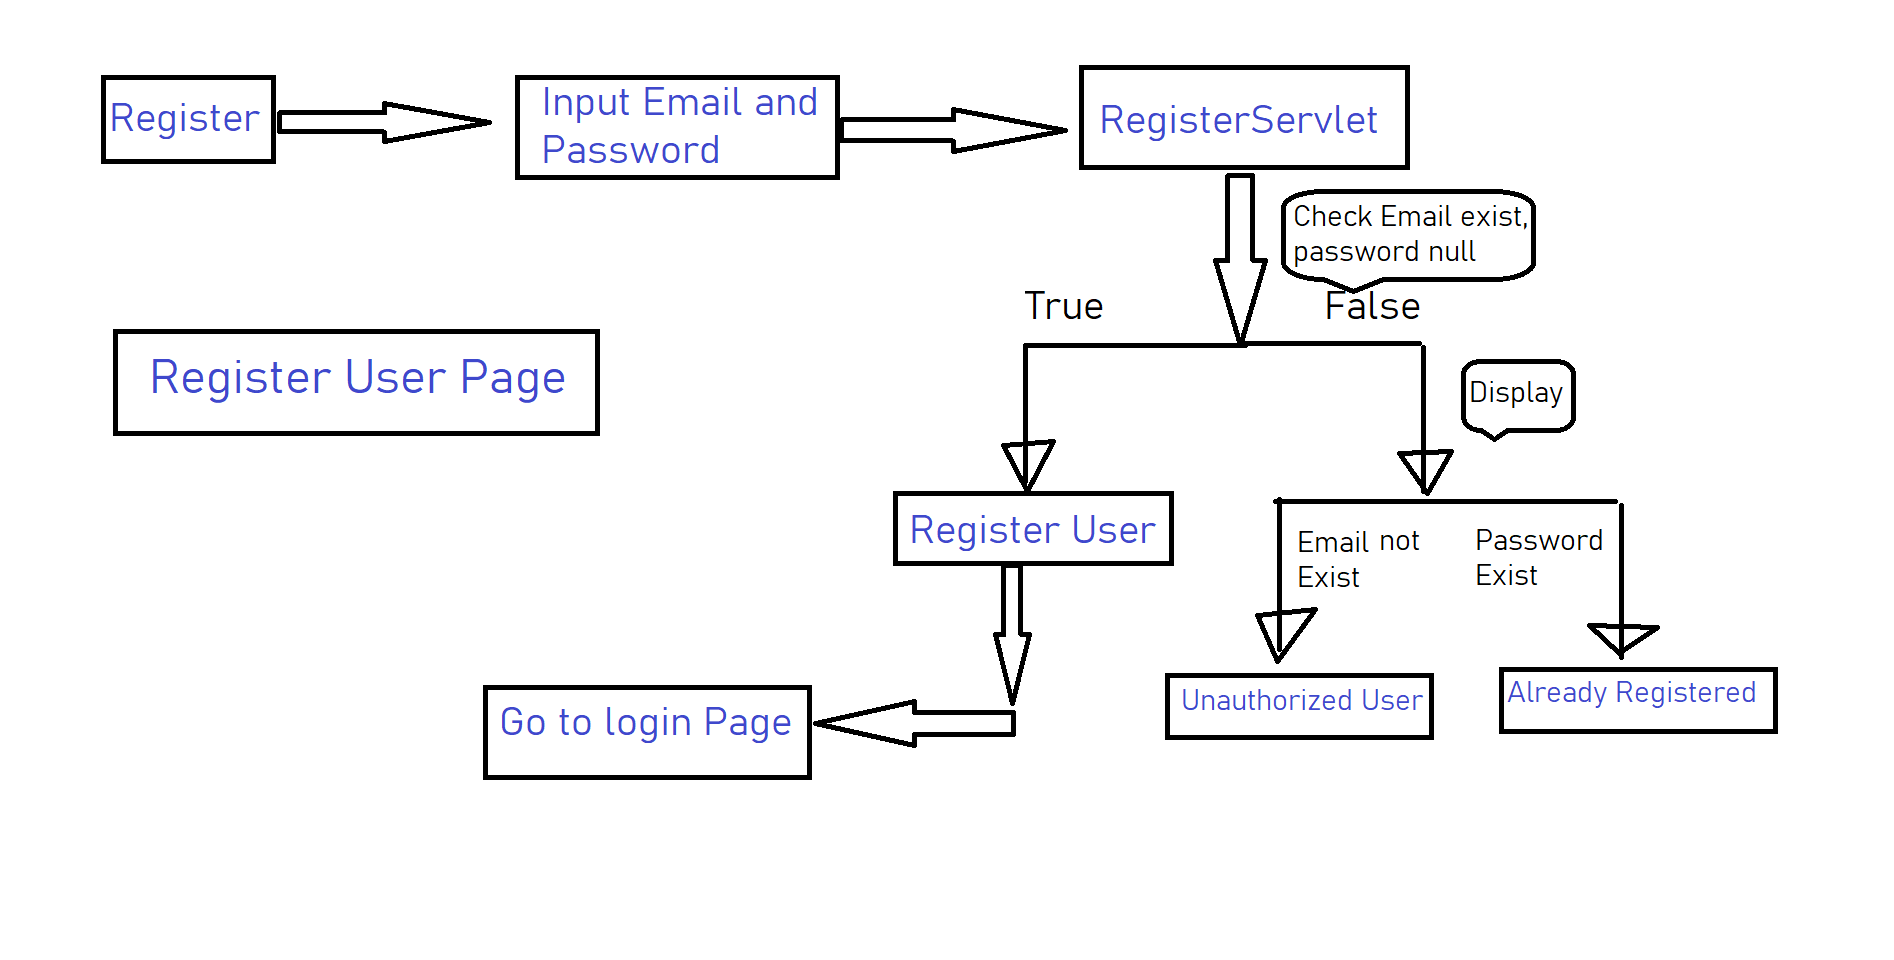 Register
Input Email and
Password
RegisterServlet
Check Email exist,
password null
True
False
Register User Page
Display
Register User
Email not
Exist
Password
Exist
Go to login Page
Unauthorized User
Already Registered